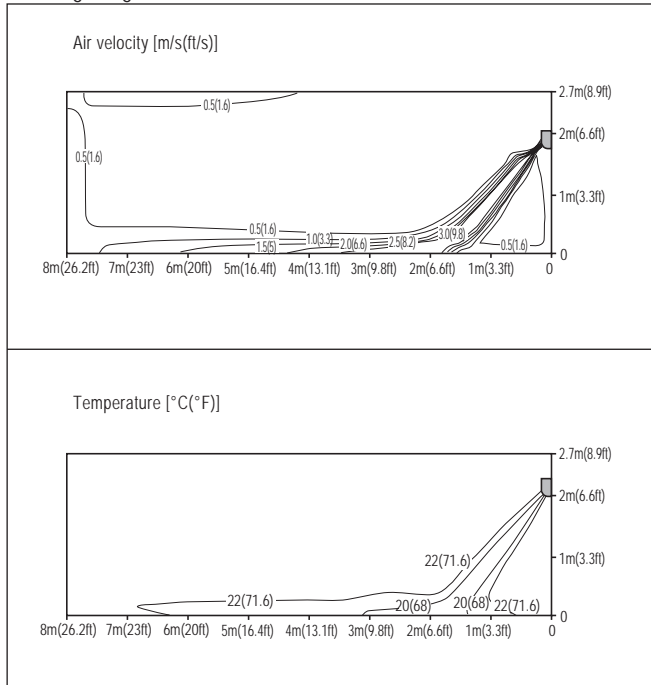 Air velocity [m/s(ft/s)]
2.7m(8.9ft)
0.5(1.6)
2m(6.6ft)
0.5(1.6)
1m(3.3ft)
0.5(1.6)
1.0(3.3)
2.5(8.2)
3.0(9.8)
1.5(5)
2.0(6.6)
0.5(1.6)
0
8m(26.2ft) 7m(23ft) 6m(20ft) 5m(16.4ft) 4m(13.1ft) 3m(9.8ft) 2m(6.6ft) 1m(3.3ft) 0
Temperature [°C(°F)]
2.7m(8.9ft)
2m(6.6ft)
22(71.6)
1m(3.3ft)
22(71.6)
20(68) 20(68) 22(71.6)
0
8m(26.2ft) 7m(23ft) 6m(20ft) 5m(16.4ft) 4m(13.1ft) 3m(9.8ft) 2m(6.6ft) 1m(3.3ft) 0